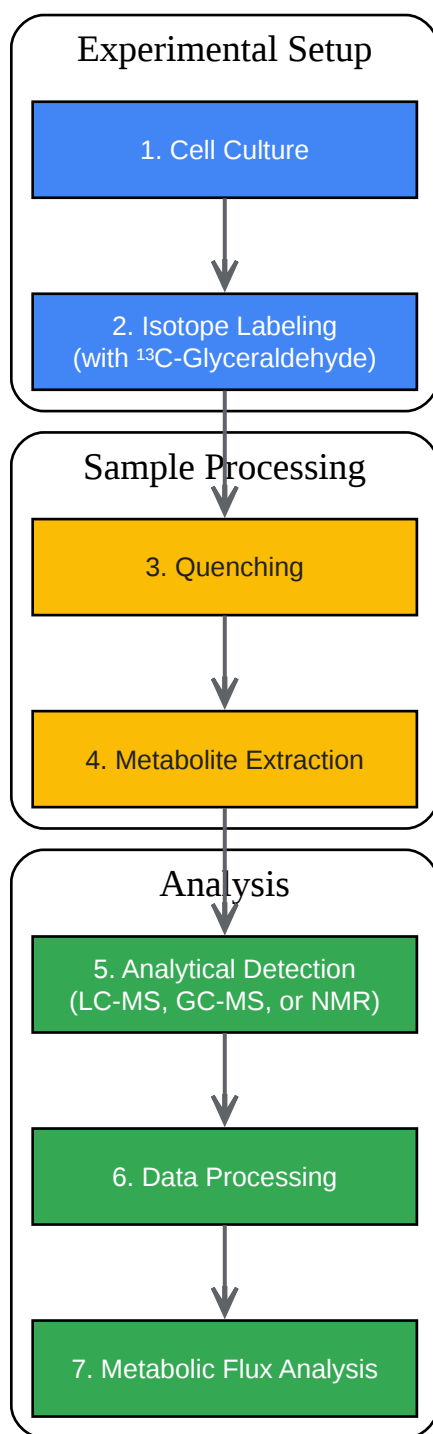 Experimental Setup
1. Cell Culture
2. Isotope Labeling
(with ¹³C-Glyceraldehyde)
Sample Processing
3. Quenching
4. Metabolite Extraction
Analysis
5. Analytical Detection
(LC-MS, GC-MS, or NMR)
6. Data Processing
7. Metabolic Flux Analysis